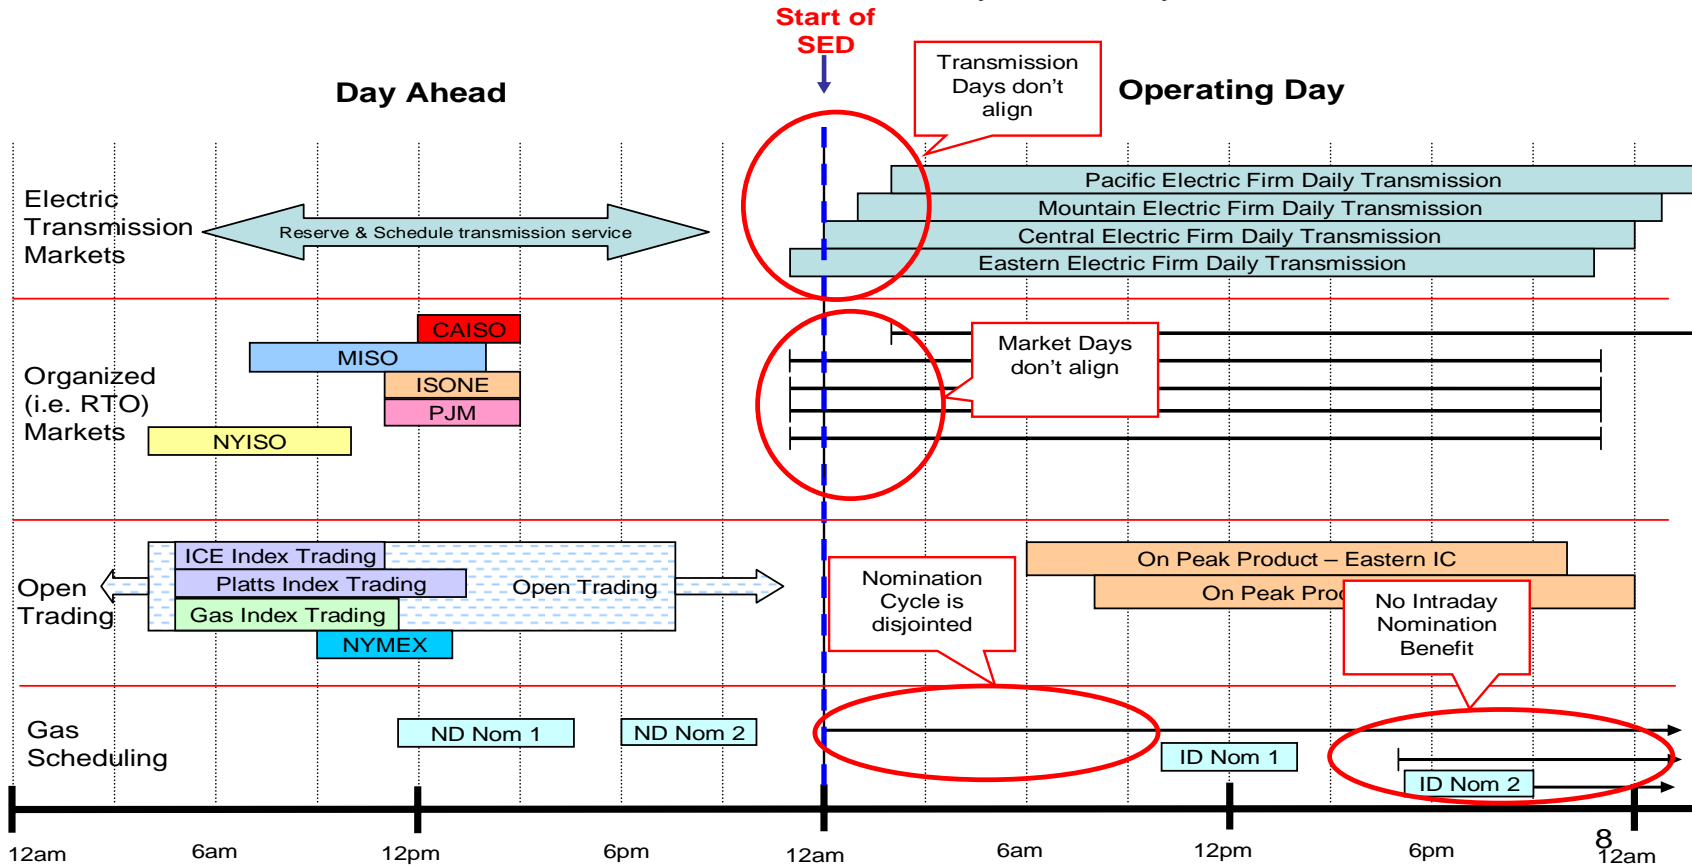 Start of
SED
Transmission
Days don't
align
Day Ahead
Operating Day
Electric
Transmission
Markets
Reserve & Schedule transmission service
Pacific Electric Firm Daily Transmission
Mountain Electric Firm Daily Transmission
Central Electric Firm Daily Transmission
Eastern Electric Firm Daily Transmission
Organized
(i.e. RTO)
Markets
CAISO
MISO
ISONE
PJM
NYISO
Market Days
don't align
Open
Trading
ICE Index Trading
Platts Index Trading
Gas Index Trading
NYMEX
Open Trading
On Peak Product – Eastern IC
On Peak
Nomination
Cycle is
disjointed
No Intraday
Nomination
Benefit
Gas
Scheduling
ND Nom 1
ND Nom 2
ID Nom 1
ID Nom 2
12am
6am
12pm
6pm
12am
6am
12pm
6pm
12am
8